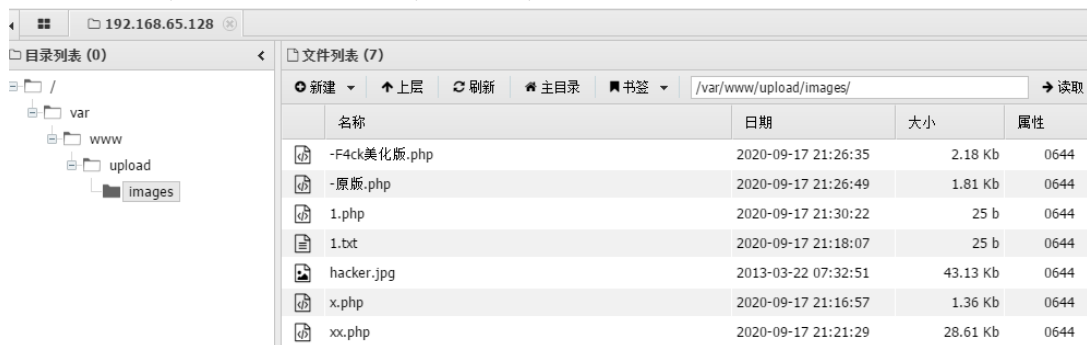 192.168.65.128
目录列表 (0)
文件列表 (7)
/
var
www
upload
images
新建 上层 刷新 主目录 书签 /var/www/upload/images/ 读取
名称 日期 大小 属性
-F4ck美化版.php 2020-09-17 21:26:35 2.18 Kb 0644
-原版.php 2020-09-17 21:26:49 1.81 Kb 0644
1.php 2020-09-17 21:30:22 25 b 0644
1.txt 2020-09-17 21:18:07 25 b 0644
hacker.jpg 2013-03-22 07:32:51 43.13 Kb 0644
x.php 2020-09-17 21:16:57 1.36 Kb 0644
xx.php 2020-09-17 21:21:29 28.61 Kb 0644